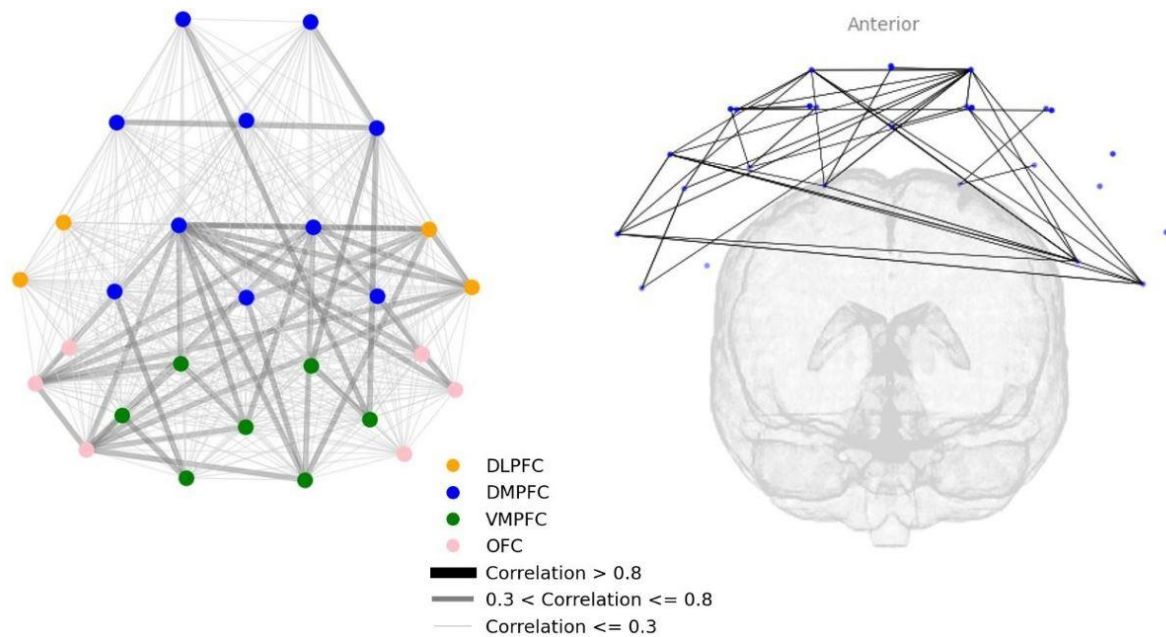 Anterior
DLPFC
DMPFC
VMPFC
OFC
Correlation > 0.8
0.3 < Correlation <= 0.8
Correlation <= 0.3